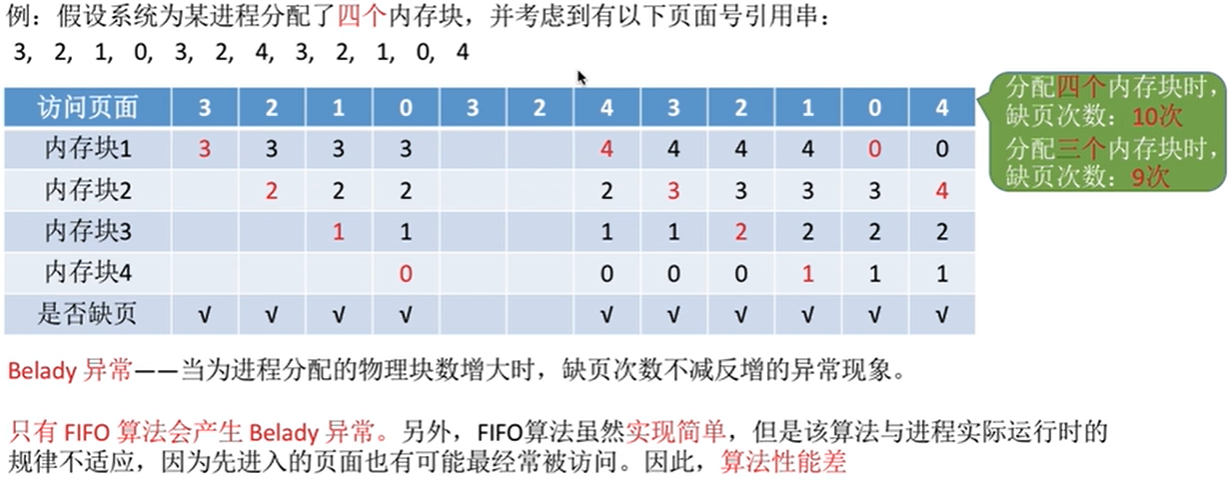 例：假设系统为某进程分配了四个内存块，并考虑到有以下页面号引用串：
3, 2, 1, 0, 3, 2, 4, 3, 2, 1, 0, 4
访问页面 3 2 1 0 3 2 4 3 2 1 0 4
内存块1 3 3 3 3 4 4 4 4 0 0
内存块2 2 2 2 2 3 3 3 3 4
内存块3 1 1 1 1 2 2 2 2
内存块4 0 0 0 0 1 1 1
是否缺页 √ √ √ √ √ √ √ √ √ √
分配四个内存块时，
缺页次数：10次
分配三个内存块时，
缺页次数：9次
Belady 异常——当为进程分配的物理块数增大时，缺页次数不减反增的异常现象。
只有 FIFO 算法会产生 Belady 异常。另外，FIFO算法虽然实现简单，但是该算法与进程实际运行时的
规律不适应，因为先进入的页面也有可能最经常被访问。因此，算法性能差